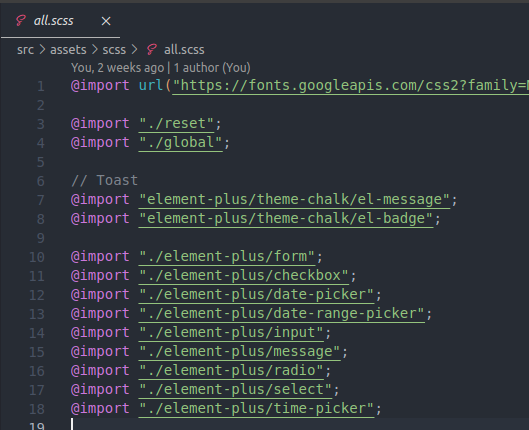 all.scss
src > assets > scss > all.scss
You, 2 weeks ago | 1 author (You)
1 @import url("https://fonts.googleapis.com/css2?family=
2
3 @import "./reset";
4 @import "./global";
5
6 // Toast
7 @import "element-plus/theme-chalk/el-message";
8 @import "element-plus/theme-chalk/el-badge";
9
10 @import "./element-plus/form";
11 @import "./element-plus/checkbox";
12 @import "./element-plus/date-picker";
13 @import "./element-plus/date-range-picker";
14 @import "./element-plus/input";
15 @import "./element-plus/message";
16 @import "./element-plus/radio";
17 @import "./element-plus/select";
18 @import "./element-plus/time-picker";
19